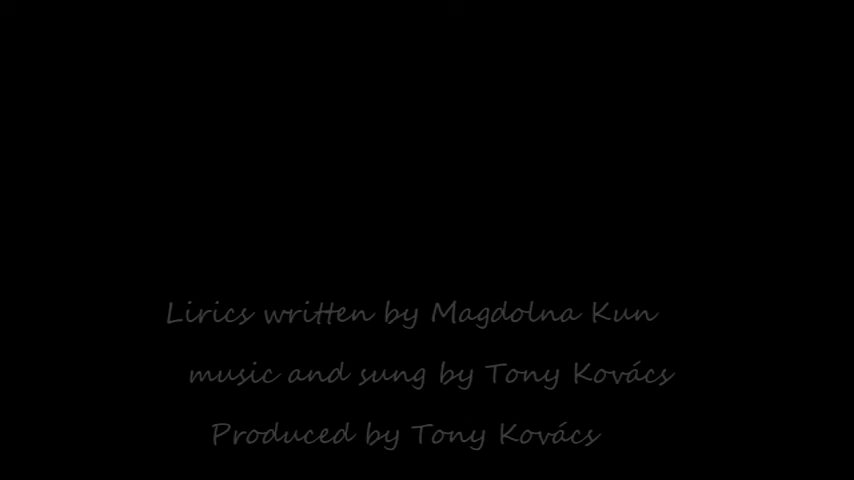 Lirics written by Magdolna Kun
music and sung by Tony Kovács
Produced by Tony Kovács